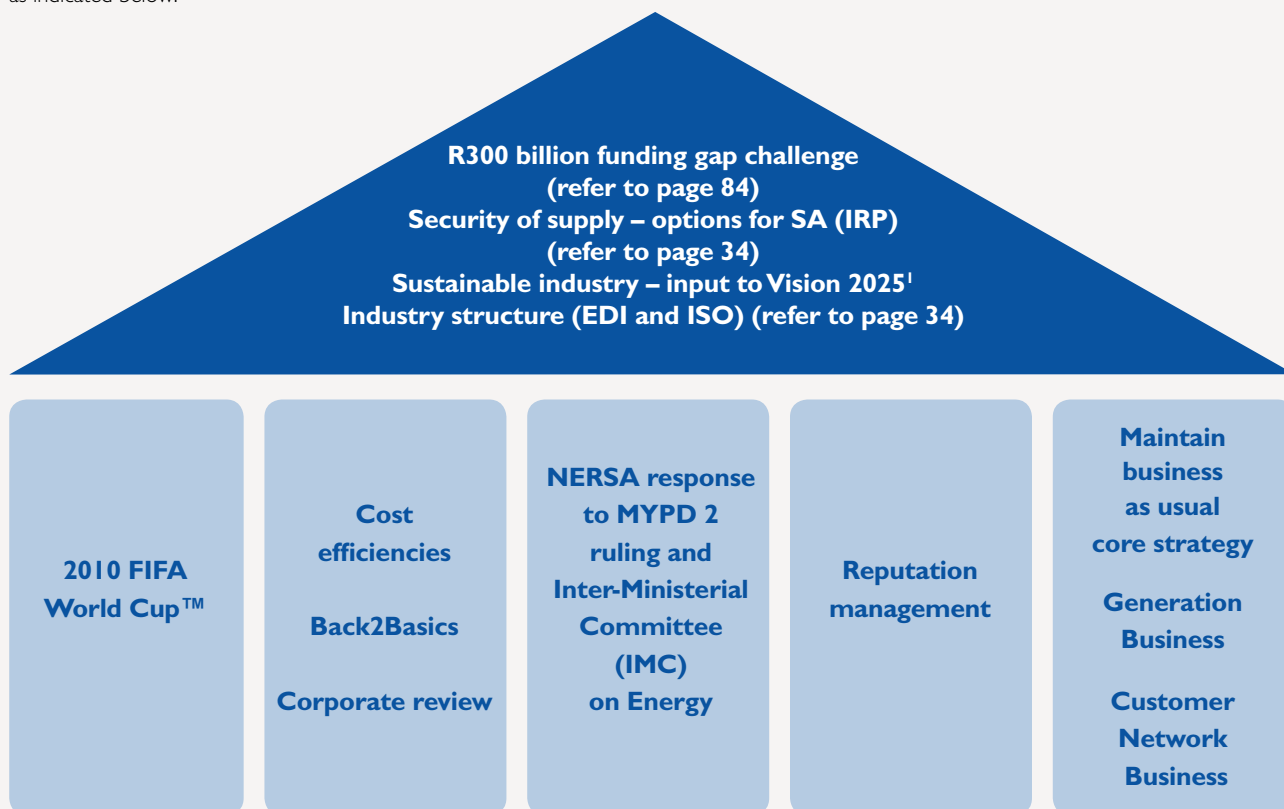 as indicated below:
R300 billion funding gap challenge
(refer to page 84)
Security of supply – options for SA (IRP)
(refer to page 34)
Sustainable industry – input to Vision 2025¹
Industry structure (EDI and ISO) (refer to page 34)
2010 FIFA
World Cup™
Cost
efficiencies
Back2Basics
Corporate review
NERSA response
to MYPD 2
ruling and
Inter-Ministerial
Committee
(IMC)
on Energy
Reputation
management
Maintain
business
as usual
core strategy
Generation
Business
Customer
Network
Business